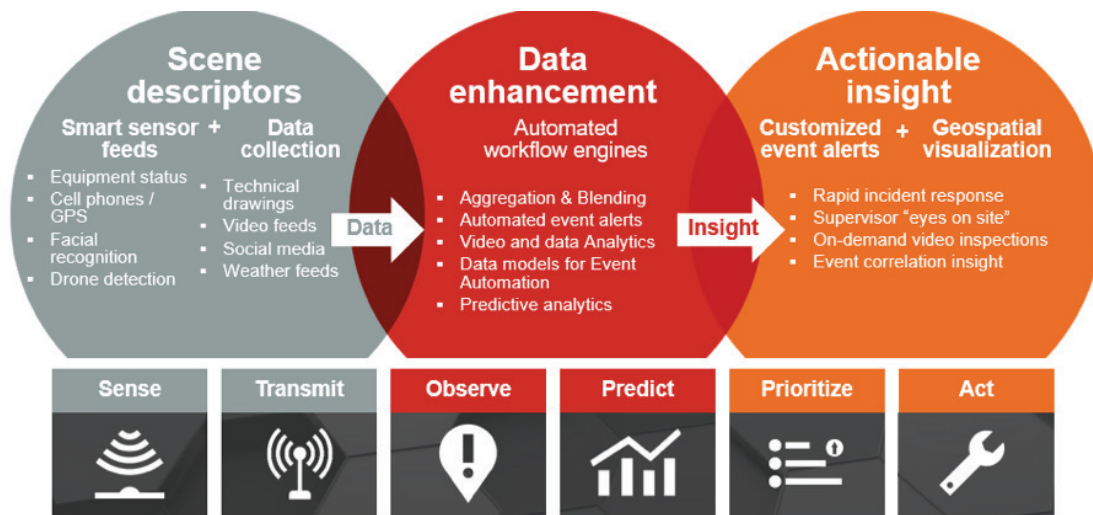 Scene
descriptors
Smart sensor + Data
feeds collection
▪ Equipment status
▪ Cell phones /
GPS
▪ Facial
recognition
▪ Drone detection
▪ Technical
drawings
▪ Video feeds
▪ Social media
▪ Weather feeds
Data
Data
enhancement
Automated
workflow engines
▪ Aggregation & Blending
▪ Automated event alerts
▪ Video and data Analytics
▪ Data models for Event
Automation
▪ Predictive analytics
Insight
Actionable
insight
Customized + Geospatial
event alerts visualization
▪ Rapid incident response
▪ Supervisor “eyes on site”
▪ On-demand video inspections
▪ Event correlation insight
Sense
Transmit
Observe
Predict
Prioritize
Act